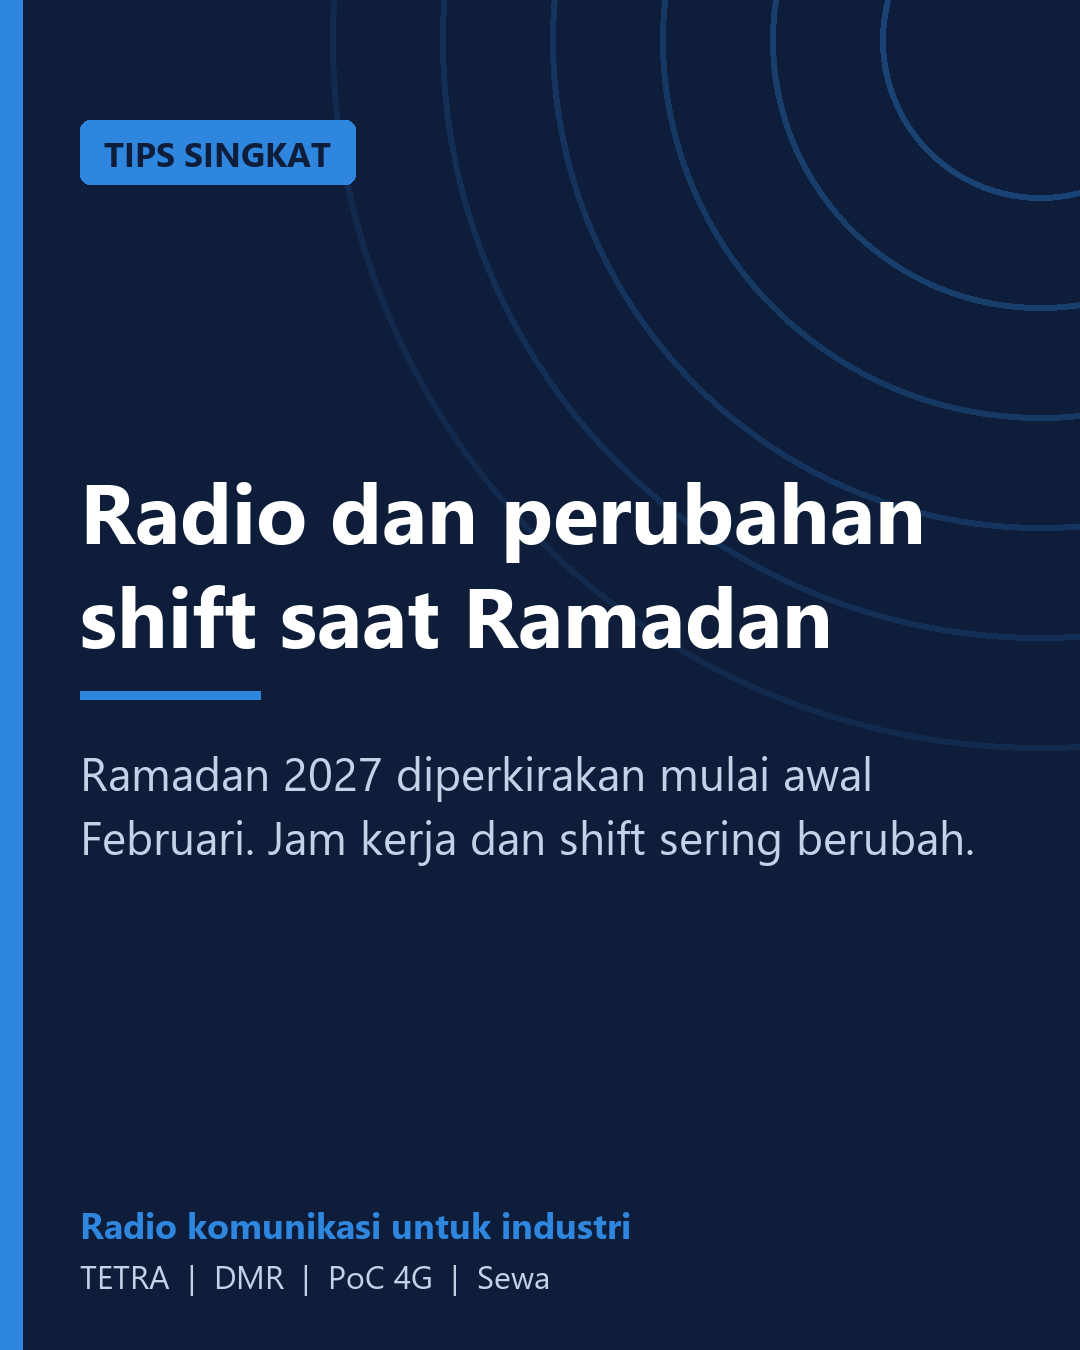 TIPS SINGKAT
Radio dan perubahan
shift saat Ramadan
Ramadan 2027 diperkirakan mulai awal
Februari. Jam kerja dan shift sering berubah.
Radio komunikasi untuk industri
TETRA | DMR | PoC 4G | Sewa